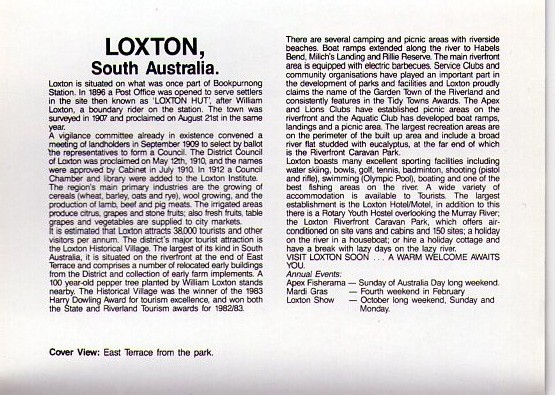 LOXTON,
South Australia.
Loxton is situated on what was once part of Bookpurnong
Station. In 1896 a Post Office was opened to serve settlers
in the site then known as 'LOXTON HUT', after William
Loxton, a boundary rider on the station. The town was
surveyed in 1907 and proclaimed on August 21st in the same
year.
A vigilance committee already in existence convened a
meeting of landholders in September 1909 to select by ballot
the representatives to form a Council. The District Council
of Loxton was proclaimed on May 12th, 1910, and the names
were approved by Cabinet in July 1910. In 1912 a Council
Chamber and library were added to the Loxton Institute.
The region's main primary industries are the growing of
cereals (wheat, barley, oats and rye), wool growing, and the
production of lamb, beef and pig meats. The irrigated areas
produce citrus, grapes and stone fruits; also fresh fruits, table
grapes and vegetables are supplied to city markets.
It is estimated that Loxton attracts 38,000 tourists and other
visitors per annum. The district's major tourist attraction is
the Loxton Historical Village. The largest of its kind in South
Australia, it is situated on the riverfront at the end of East
Terrace and comprises a number of relocated early buildings
from the District and collection of early farm implements. A
100 year-old pepper tree planted by William Loxton stands
nearby. The Historical Village was the winner of the 1983
Harry Dowling Award for tourism excellence, and won both
the State and Riverland Tourism awards for 1982/83.
Cover View: East Terrace from the park.
There are several camping and picnic areas with riverside
beaches. Boat ramps extended along the river to Habels
Bend, Milich's Landing and Rillie Reserve. The main riverfront
area is equipped with electric barbecues. Service Clubs and
community organisations have played an important part in
the development of parks and facilities and Loxton proudly
claims the name of the Garden Town of the Riverland and
consistently features in the Tidy Towns Awards. The Apex
and Lions Clubs have established picnic areas on the
riverfront and the Aquatic Club has developed boat ramps,
landings and a picnic area. The largest recreation areas are
on the perimeter of the built up area and include a broad
river flat studded with eucalyptus, at the far end of which
is the Riverfront Caravan Park.
Loxton boasts many excellent sporting facilities including
water skiing, bowls, golf, tennis, badminton, shooting (pistol
and rifle), swimming (Olympic Pool), boating and one of the
best fishing areas on the river. A wide variety of
accommodation is available to Tourists. The largest
establishment is the Loxton Hotel/Motel, in addition to this
there is a Rotary Youth Hostel overlooking the Murray River;
the Loxton Riverfront Caravan Park, which offers air-
conditioned on site vans and cabins and 150 sites; a holiday
on the river in a houseboat; or hire a holiday cottage and
have a break with lazy days on the lazy river.
VISIT LOXTON SOON . . . A WARM WELCOME AWAITS
YOU.
Annual Events:
Apex Fisherama — Sunday of Australia Day long weekend.
Mardi Gras — Fourth weekend in February
Loxton Show — October long weekend, Sunday and
Monday.